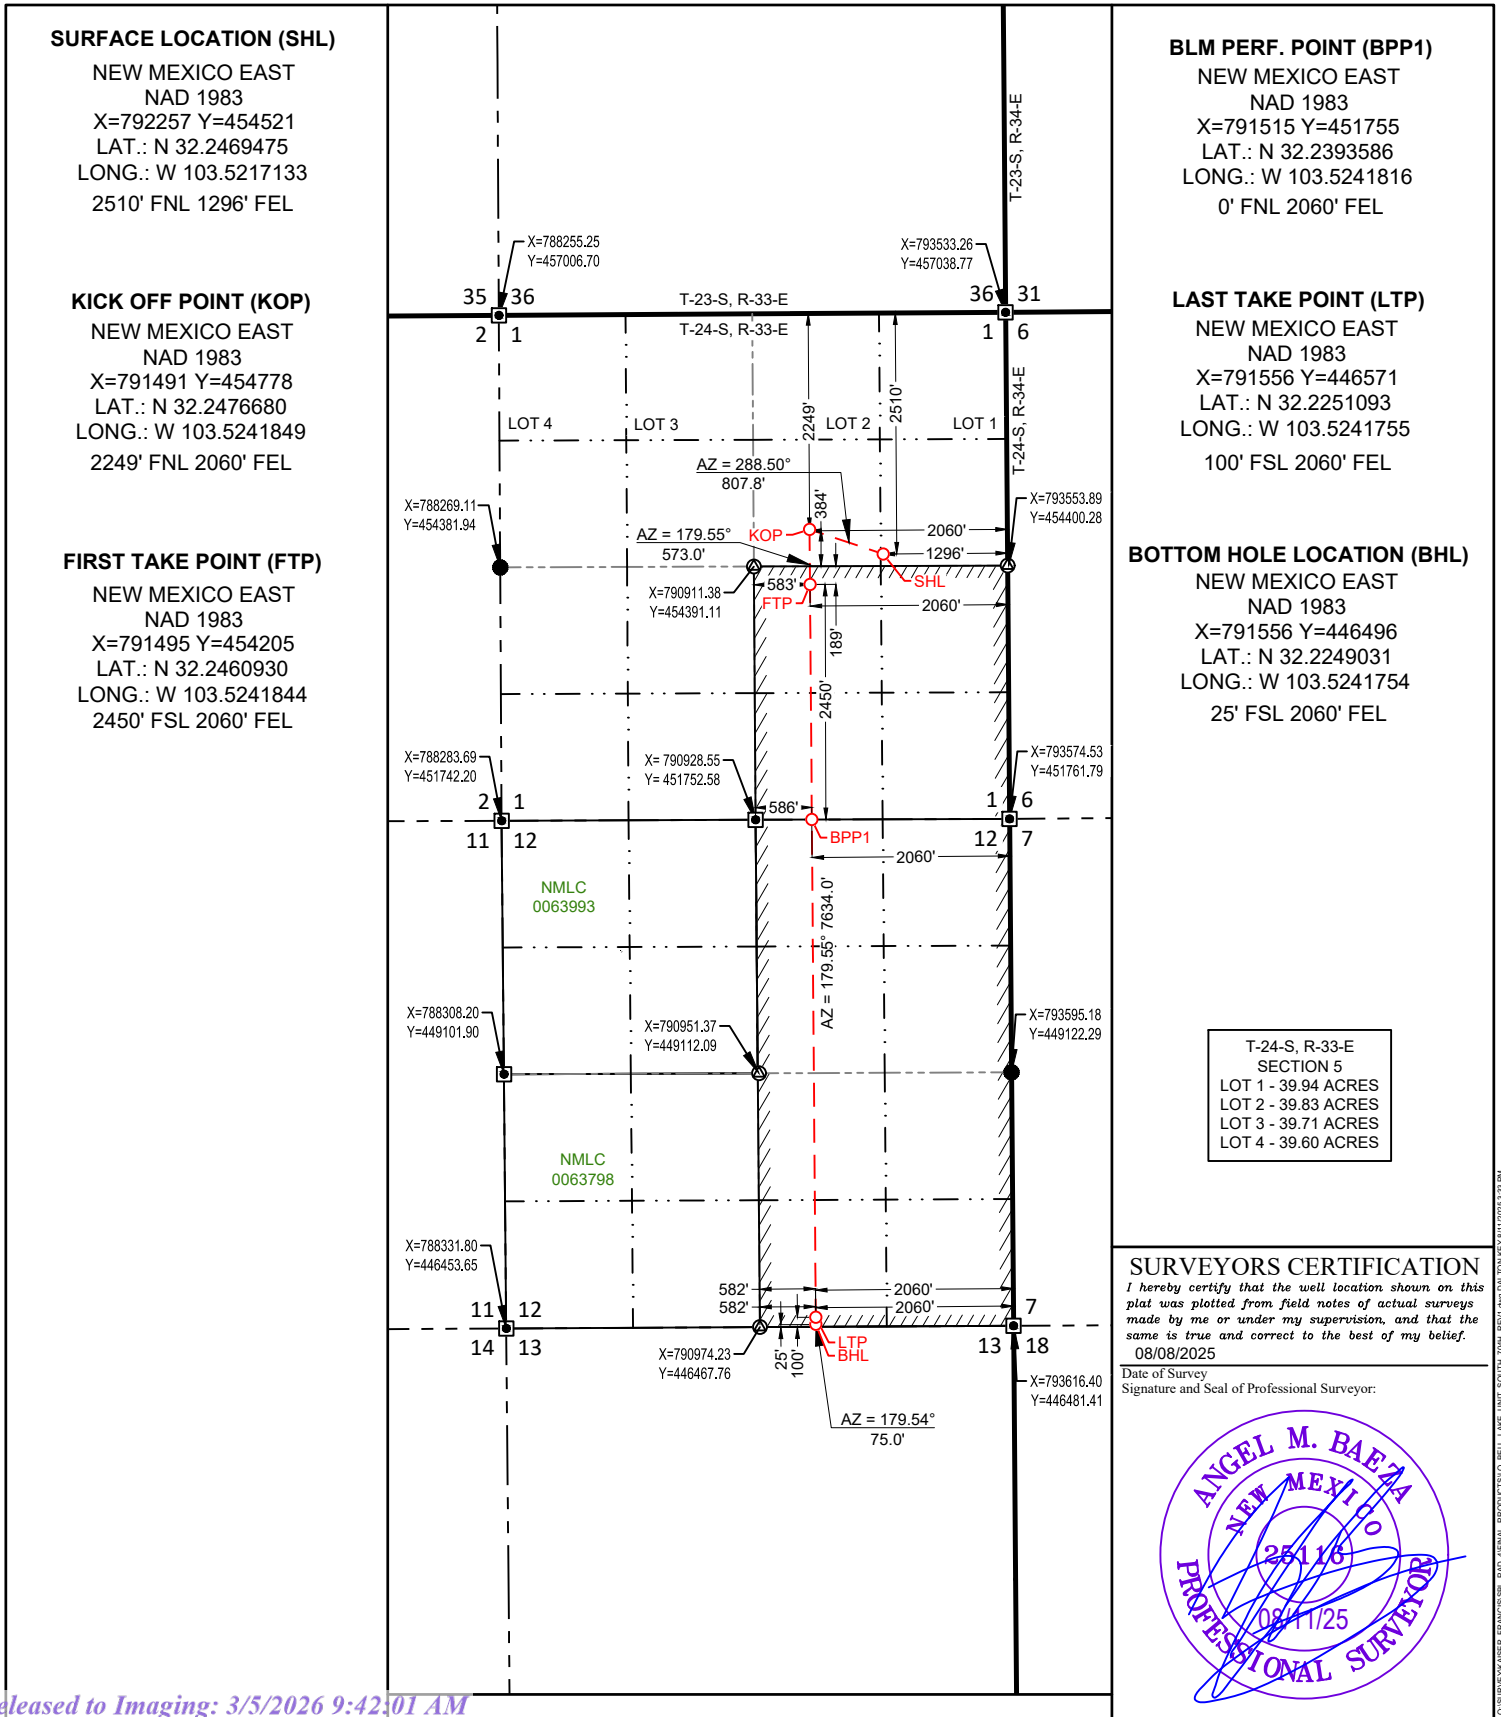 SURFACE LOCATION (SHL)
NEW MEXICO EAST
NAD 1983
X=792257 Y=454521
LAT.: N 32.2469475
LONG.: W 103.5217133
2510' FNL 1296' FEL
KICK OFF POINT (KOP)
NEW MEXICO EAST
NAD 1983
X=791491 Y=454778
LAT.: N 32.2476680
LONG.: W 103.5241849
2249' FNL 2060' FEL
FIRST TAKE POINT (FTP)
NEW MEXICO EAST
NAD 1983
X=791495 Y=454205
LAT.: N 32.2460930
LONG.: W 103.5241844
2450' FSL 2060' FEL
T-23-S, R-34-E
X=788255.25
Y=457006.70
X=793533.26
Y=457038.77
35 36
T-23-S, R-33-E
36 31
2 1
T-24-S, R-33-E
1 6
T-24-S, R-34-E
2249'
2510'
LOT 4
LOT 3
LOT 2
LOT 1
AZ = 288.50°
807.8'
384'
X=788269.11
Y=454381.94
X=793553.89
Y=454400.28
KOP
2060'
AZ = 179.55°
573.0'
1296'
SHL
583'
X=790911.38
Y=454391.11
FTP
2060'
189'
2450'
X=788283.69
Y=451742.20
X= 790928.55
Y= 451752.58
X=793574.53
Y=451761.79
2 1
586'
1 6
11 12
BPP1
12 7
2060'
NMLC
0063993
AZ = 179.55° 7634.0'
X=788308.20
Y=449101.90
X=790951.37
Y=449112.09
X=793595.18
Y=449122.29
NMLC
0063798
X=788331.80
Y=446453.65
582'
2060'
582'
2060'
11 12
7
14 13
13 18
LTP
BHL
25'
100'
X=790974.23
Y=446467.76
X=793616.40
Y=446481.41
AZ = 179.54°
75.0'
BLM PERF. POINT (BPP1)
NEW MEXICO EAST
NAD 1983
X=791515 Y=451755
LAT.: N 32.2393586
LONG.: W 103.5241816
0' FNL 2060' FEL
LAST TAKE POINT (LTP)
NEW MEXICO EAST
NAD 1983
X=791556 Y=446571
LAT.: N 32.2251093
LONG.: W 103.5241755
100' FSL 2060' FEL
BOTTOM HOLE LOCATION (BHL)
NEW MEXICO EAST
NAD 1983
X=791556 Y=446496
LAT.: N 32.2249031
LONG.: W 103.5241754
25' FSL 2060' FEL
T-24-S, R-33-E
SECTION 5
LOT 1 - 39.94 ACRES
LOT 2 - 39.83 ACRES
LOT 3 - 39.71 ACRES
LOT 4 - 39.60 ACRES
SURVEYORS CERTIFICATION
I hereby certify that the well location shown on this
plat was plotted from field notes of actual surveys
made by me or under my supervision, and that the
same is true and correct to the best of my belief.
08/08/2025
Date of Survey
Signature and Seal of Professional Surveyor:
ANGEL M. BAEZA
NEW MEXICO
25116
08/11/25
PROFESSIONAL SURVEYOR
eleased to Imaging: 3/5/2026 9:42:01 AM